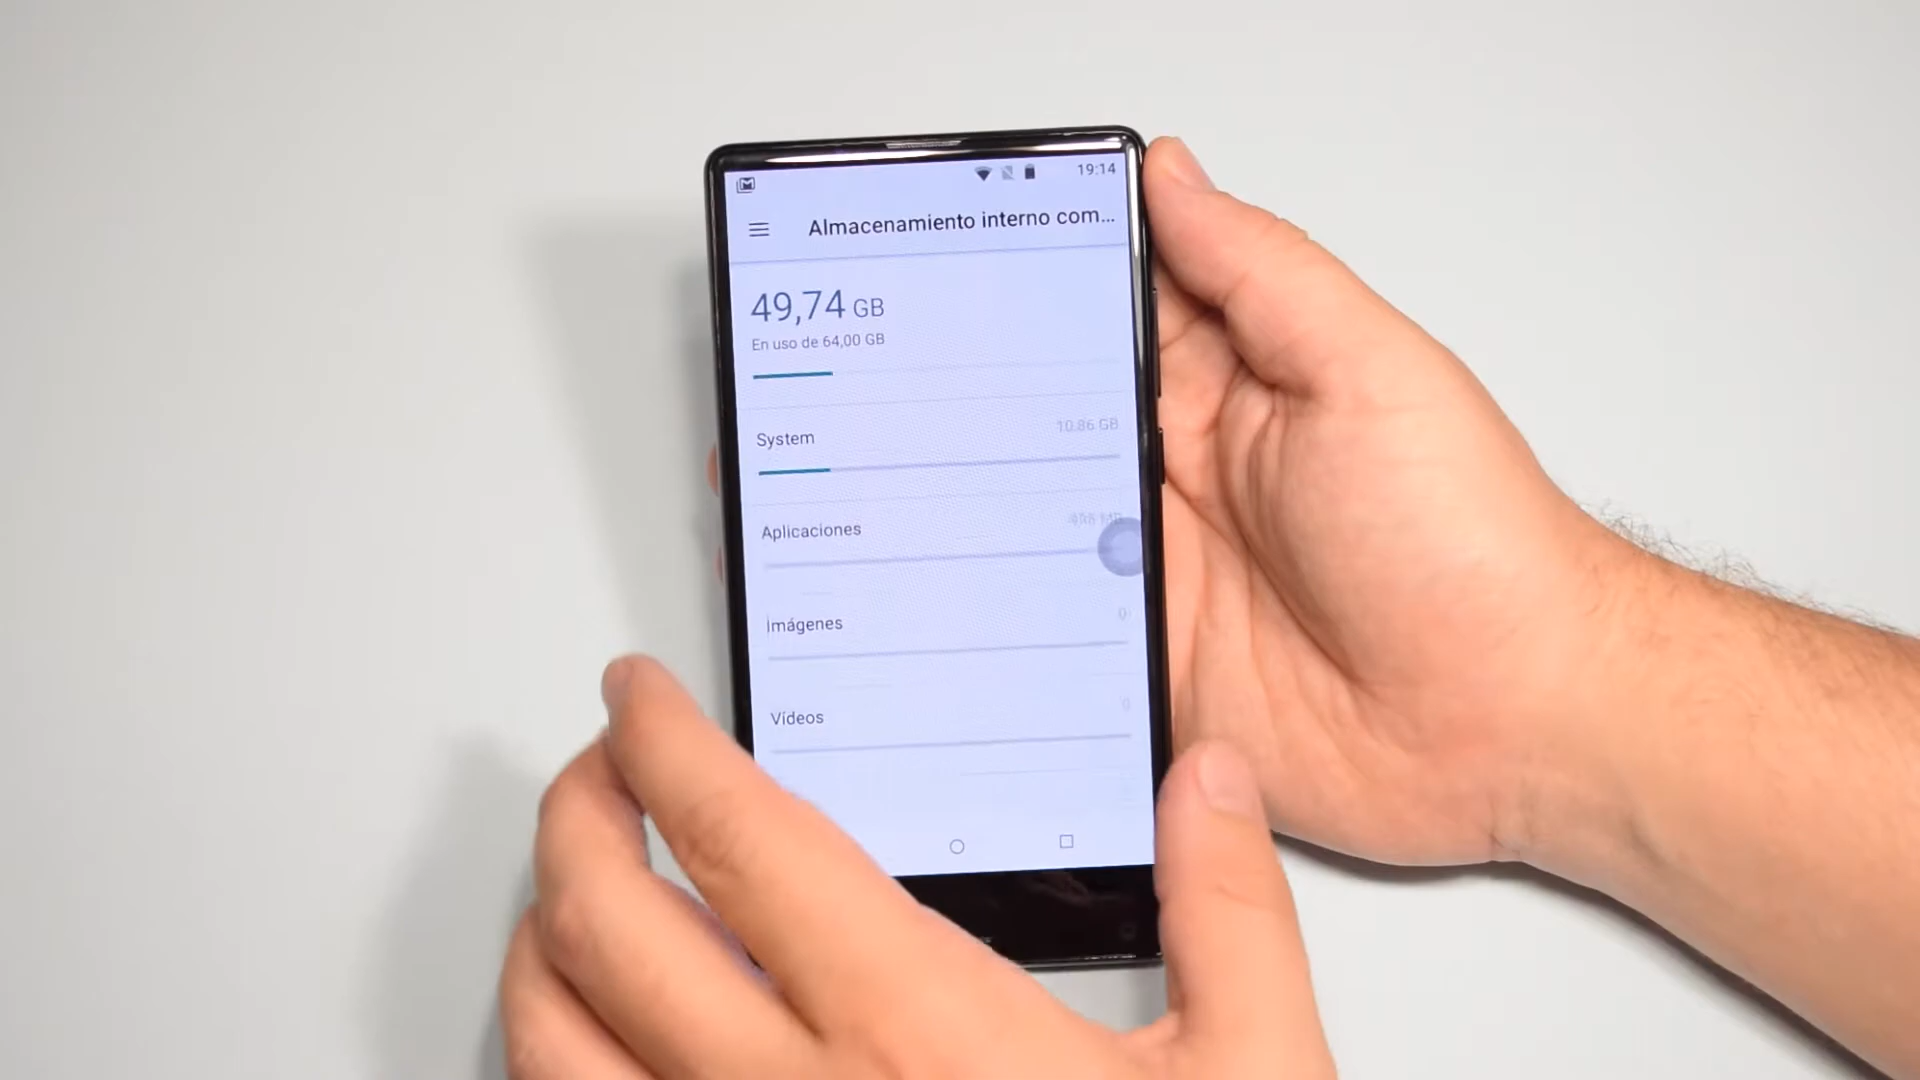 19:14
Almacenamiento interno com...
49,74 GB
En uso de 64,00 GB
System
10.86 GB
Aplicaciones
Imágenes
0
Vídeos
0